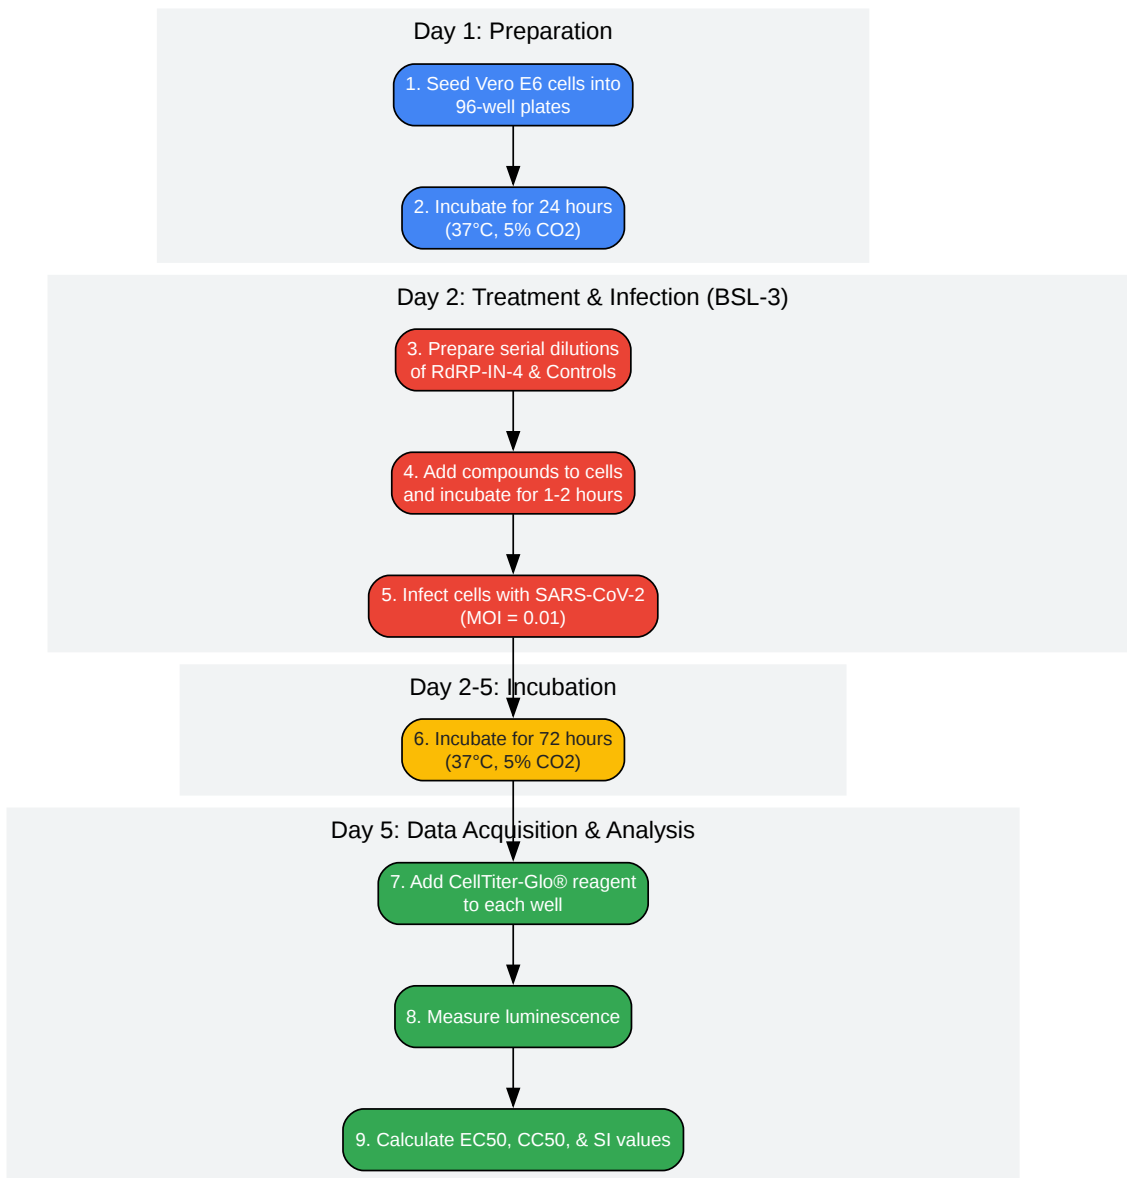 Day 1: Preparation
1. Seed Vero E6 cells into
96-well plates
2. Incubate for 24 hours
(37°C, 5% CO2)
Day 2: Treatment & Infection (BSL-3)
3. Prepare serial dilutions
of RdRP-IN-4 & Controls
4. Add compounds to cells
and incubate for 1-2 hours
5. Infect cells with SARS-CoV-2
(MOI = 0.01)
Day 2-5: Incubation
6. Incubate for 72 hours
(37°C, 5% CO2)
Day 5: Data Acquisition & Analysis
7. Add CellTiter-Glo® reagent
to each well
8. Measure luminescence
9. Calculate EC50, CC50, & SI values